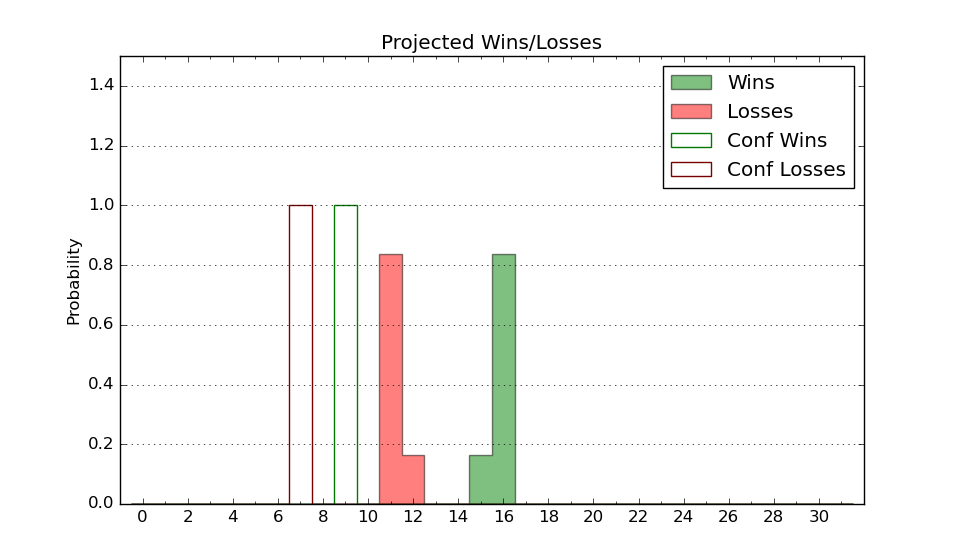 Projected Wins/Losses
Wins
Losses
Conf Wins
Conf Losses
Probability
1.4
1.2
1.0
0.8
0.6
0.4
0.2
0.0
0 2 4 6 8 10 12 14 16 18 20 22 24 26 28 30